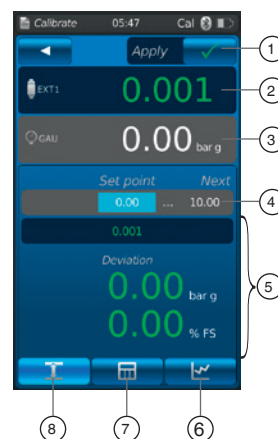 Calibrate 05:47 Cal
Apply
1
EXT1 0.001
2
GAU 0.00 bar g
3
Set point Next
0.00 ... 10.00
4
0.001
Deviation
0.00 bar g
0.00 % FS
5
8 7 6